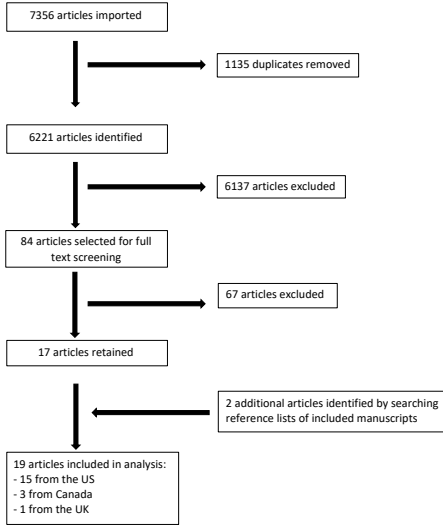 7356 articles imported
1135 duplicates removed
6221 articles identified
6137 articles excluded
84 articles selected for full
text screening
67 articles excluded
17 articles retained
2 additional articles identified by searching
reference lists of included manuscripts
19 articles included in analysis:
- 15 from the US
- 3 from Canada
- 1 from the UK